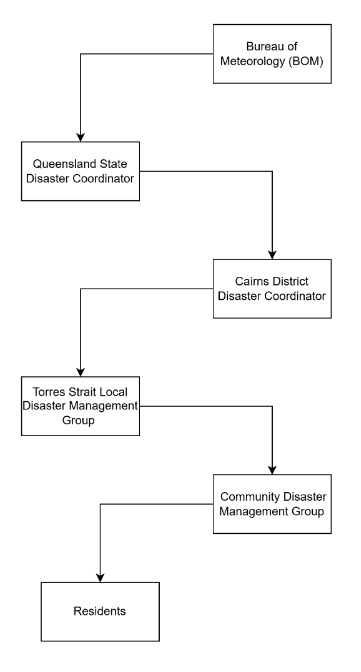 Bureau of
Meteorology (BOM)
Queensland State
Disaster Coordinator
Cairns District
Disaster Coordinator
Torres Strait Local
Disaster Management
Group
Community Disaster
Management Group
Residents